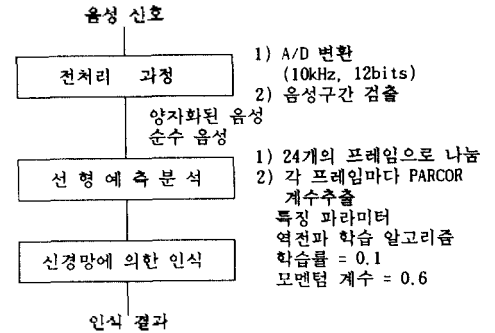 음성 신호
전처리 과정
1) A/D 변환
(10kHz, 12bits)
2) 음성구간 검출
양자화된 음성
순수 음성
선 형 예 측 분 석
1) 24개의 프레임으로 나눔
2) 각 프레임마다 PARCOR
계수추출
특징 파라미터
역전파 학습 알고리즘
학습률 = 0.1
모멘텀 계수 = 0.6
신경망에 의한 인식
인식 결과